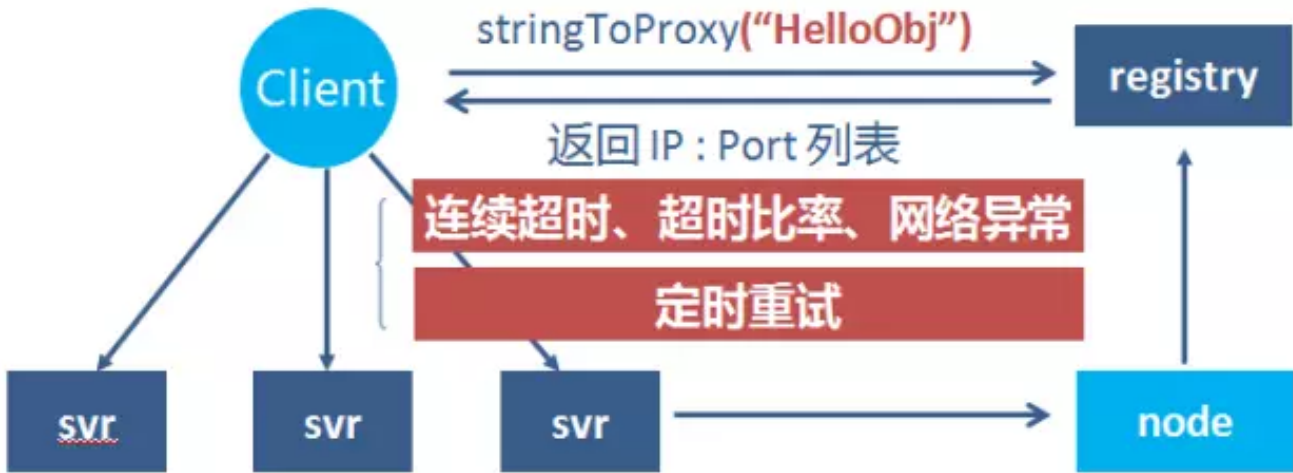 stringToProxy(“HelloObj”)
Client
registry
返回 IP : Port 列表
连续超时、超时比率、网络异常
定时重试
svr
svr
svr
node